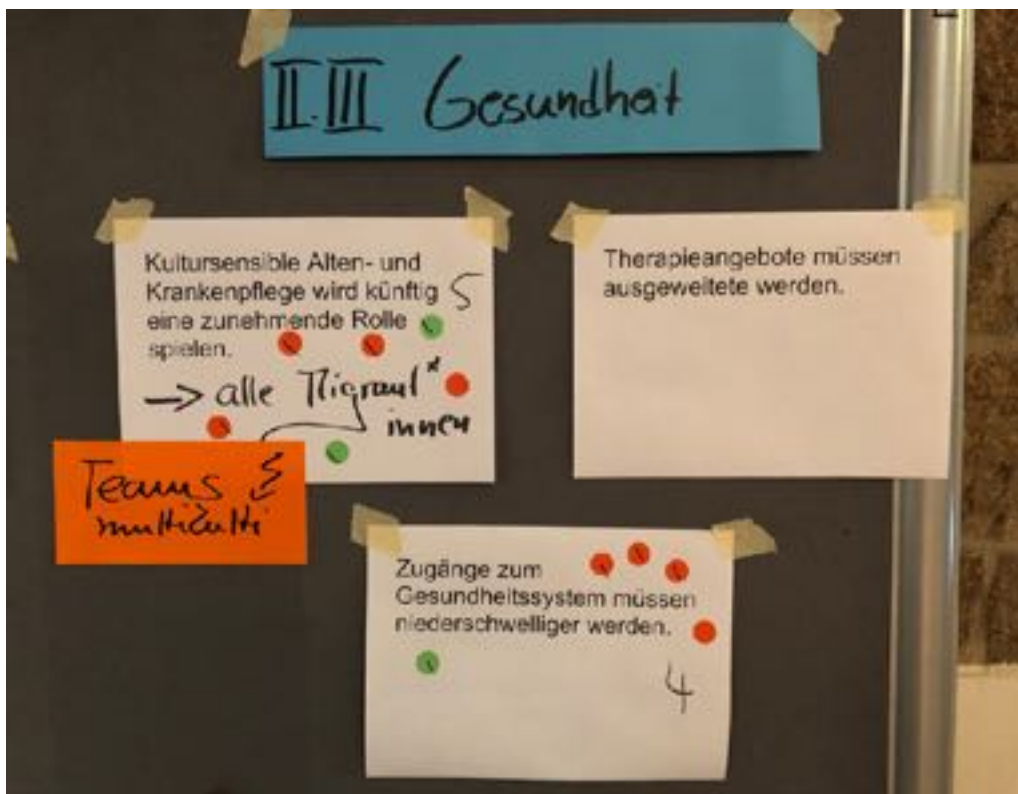 II.III Gesundheit
Kultursensible Alten- und
Krankenpflege wird künftig 5
eine zunehmende Rolle
spielen.
→ alle Migrant*
innen
Teams
multikulti
Therapieangebote müssen
ausgeweitete werden.
Zugänge zum
Gesundheitssystem müssen
niederschwelliger werden.
4